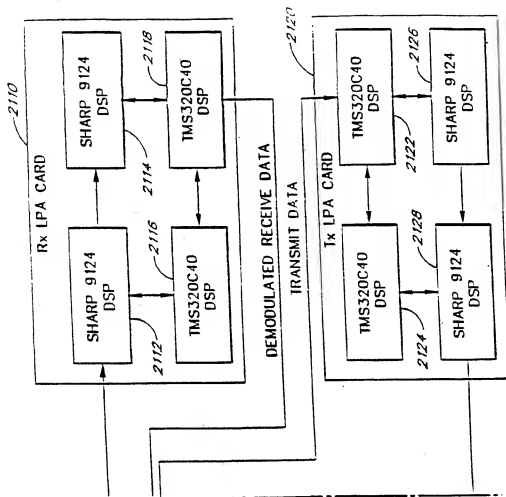 2110
Rx LPA CARD
SHARP 9124
DSP
SHARP 9124
DSP
2112
2114
2116
2118
TMS320C40
DSP
TMS320C40
DSP
DEMODULATED RECEIVE DATA
TRANSMIT DATA
2120
Tx LPA CARD
TMS320C40
DSP
TMS320C40
DSP
2124
2122
2128
2126
SHARP 9124
DSP
SHARP 9124
DSP